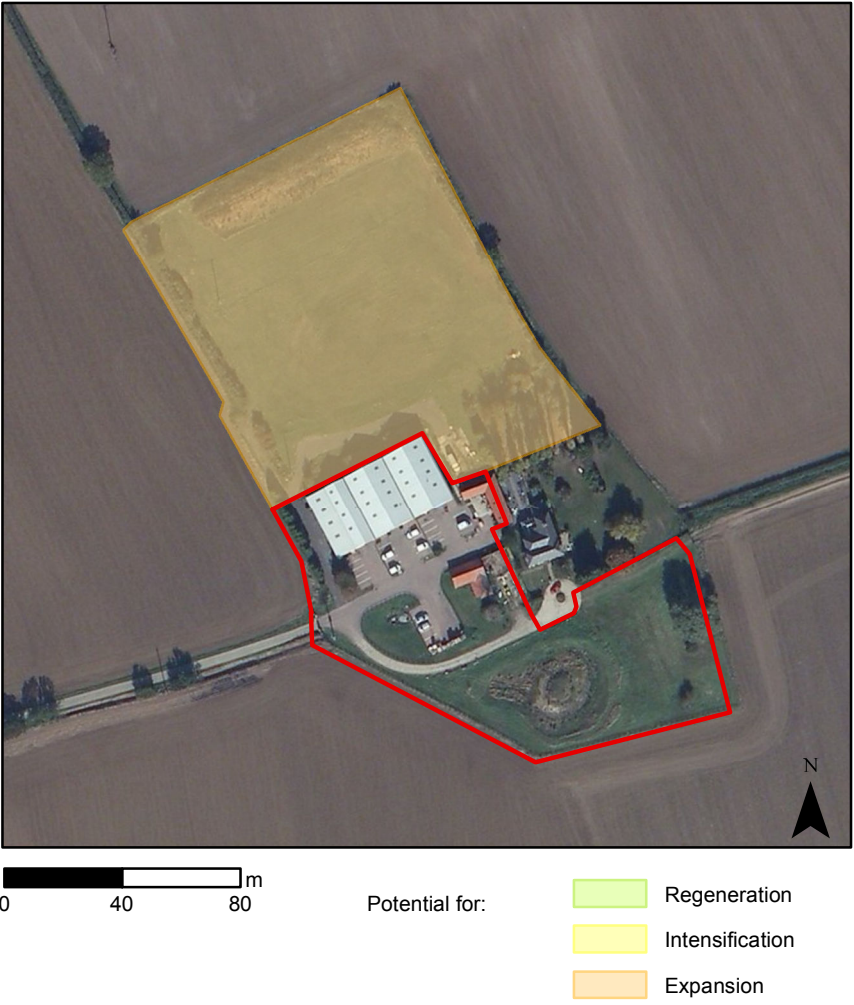 N
m
0 40 80
Potential for:
Regeneration
Intensification
Expansion